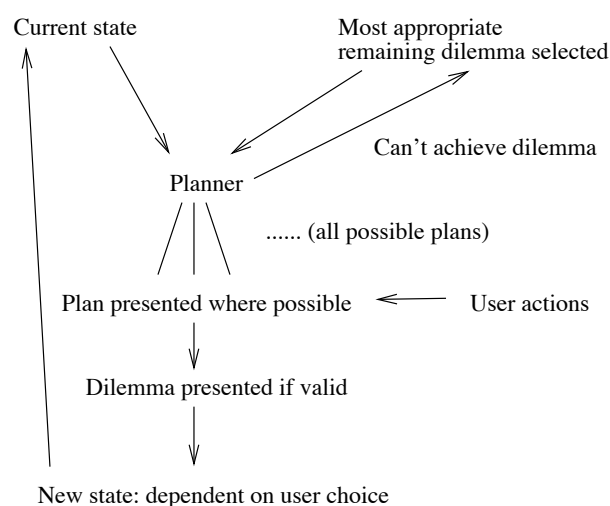 Current state
Most appropriate
remaining dilemma selected
Can't achieve dilemma
Planner
...... (all possible plans)
Plan presented where possible
User actions
Dilemma presented if valid
New state: dependent on user choice